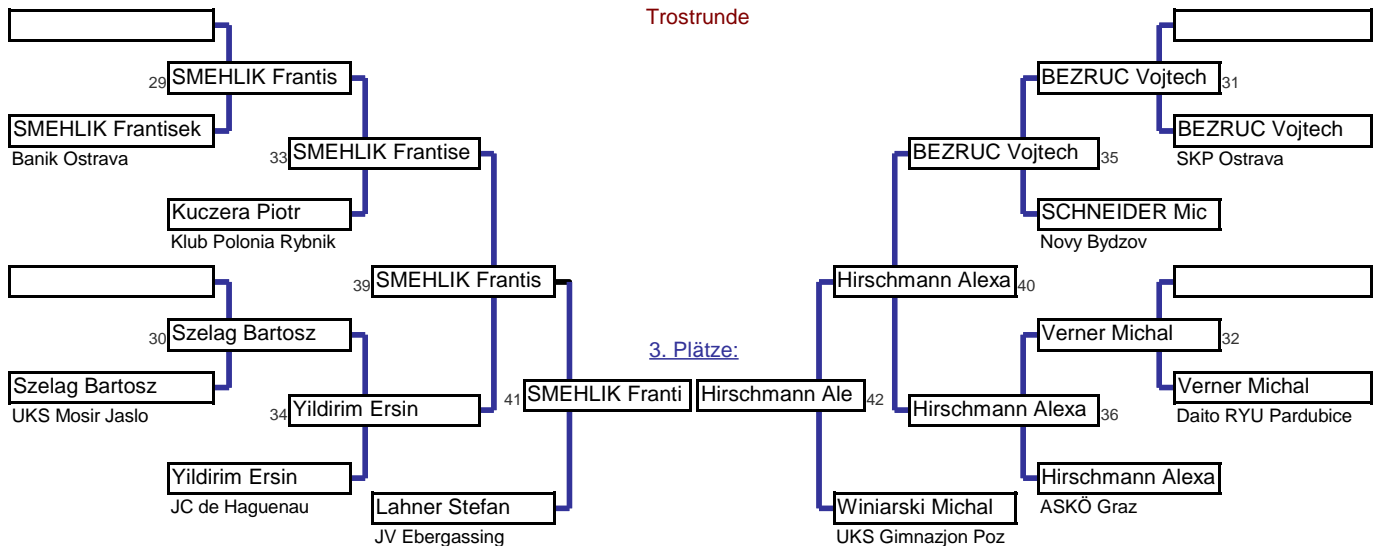 Trostrunde
29
SMEHLIK Frantis
BEZRUC Vojtech
31
SMEHLIK Frantisek
Banik Ostrava
BEZRUC Vojtech
SKP Ostrava
33
SMEHLIK Frantise
BEZRUC Vojtech
35
Kuczera Piotr
Klub Polonia Rybnik
SCHNEIDER Mic
Novy Bydzov
39
SMEHLIK Frantis
Hirschmann Alexa
40
30
Szelag Bartosz
Verner Michal
32
3. Plätze:
Szelag Bartosz
UKS Mosir Jaslo
41
SMEHLIK Franti
Hirschmann Ale
42
Verner Michal
Daito RYU Pardubice
34
Yildirim Ersin
Hirschmann Alexa
36
Yildirim Ersin
JC de Haguenau
Hirschmann Alexa
ASKÖ Graz
Lahner Stefan
JV Ebergassing
Winiarski Michal
UKS Gimnazjon Poz